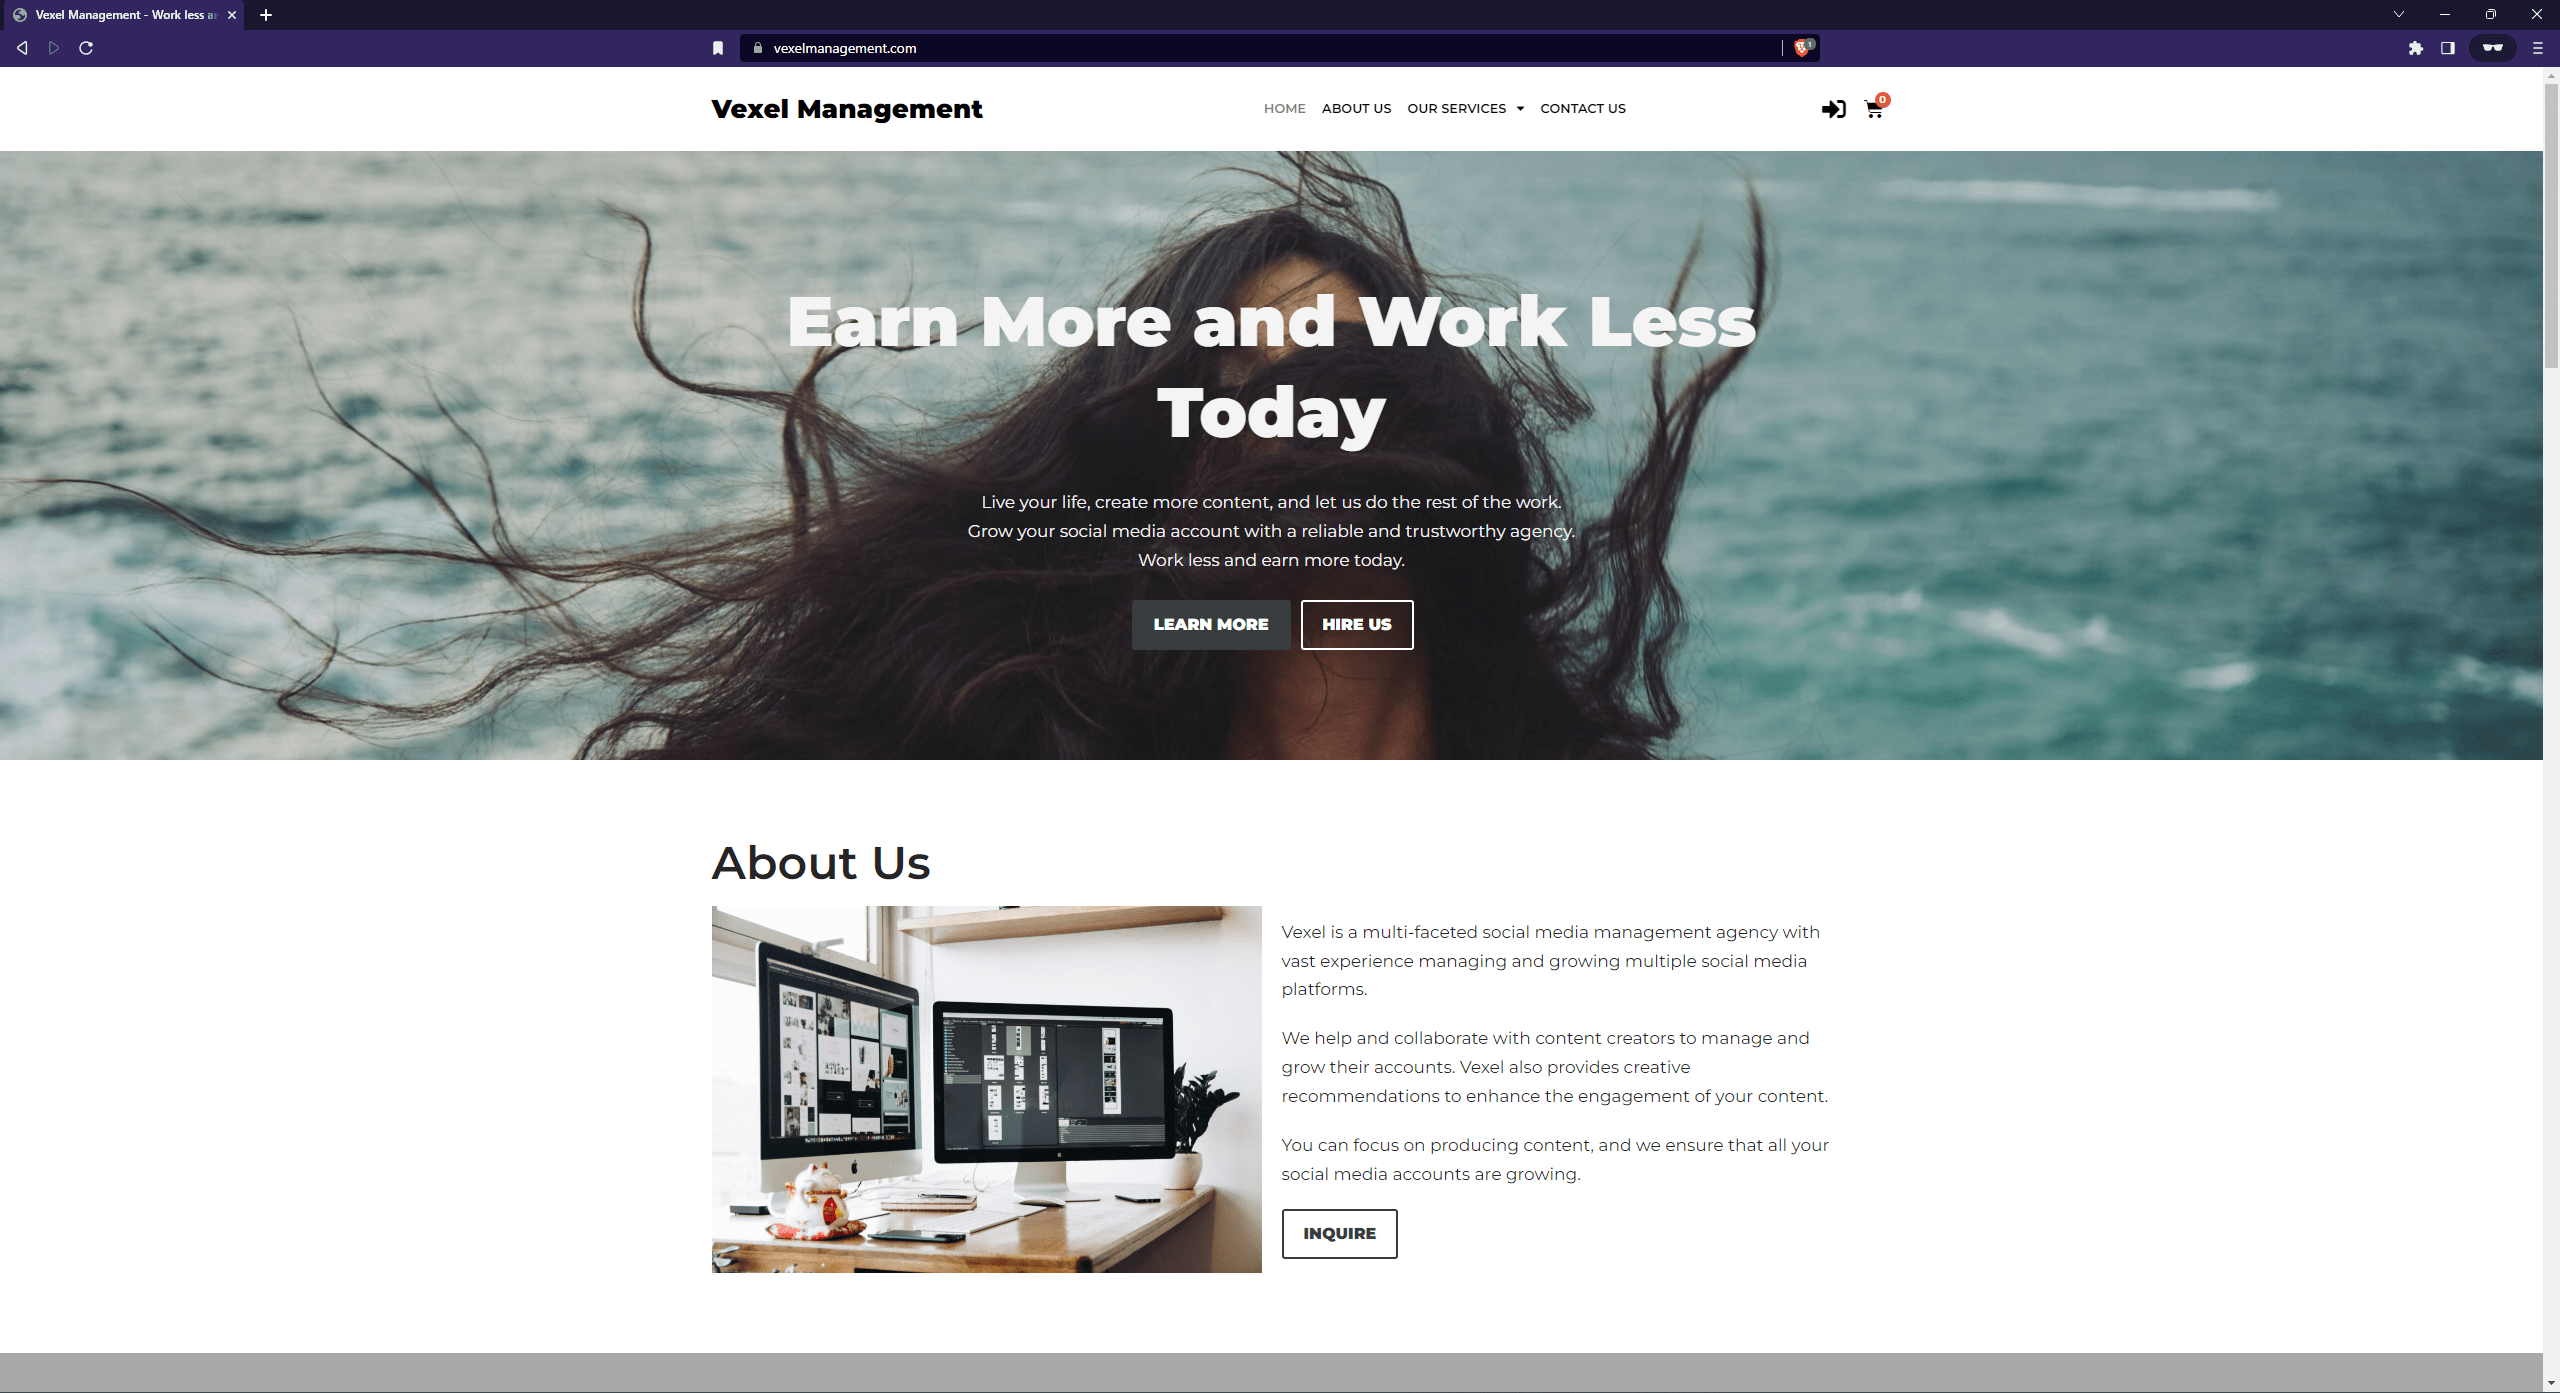 Vexel Management - Work less a
vexelmanagement.com
1
Vexel Management
HOME
ABOUT US
OUR SERVICES
CONTACT US
0
Earn More and Work Less
Today
Live your life, create more content, and let us do the rest of the work.
Grow your social media account with a reliable and trustworthy agency.
Work less and earn more today.
LEARN MORE
HIRE US
About Us
Vexel is a multi-faceted social media management agency with
vast experience managing and growing multiple social media
platforms.
We help and collaborate with content creators to manage and
grow their accounts. Vexel also provides creative
recommendations to enhance the engagement of your content.
You can focus on producing content, and we ensure that all your
social media accounts are growing.
INQUIRE